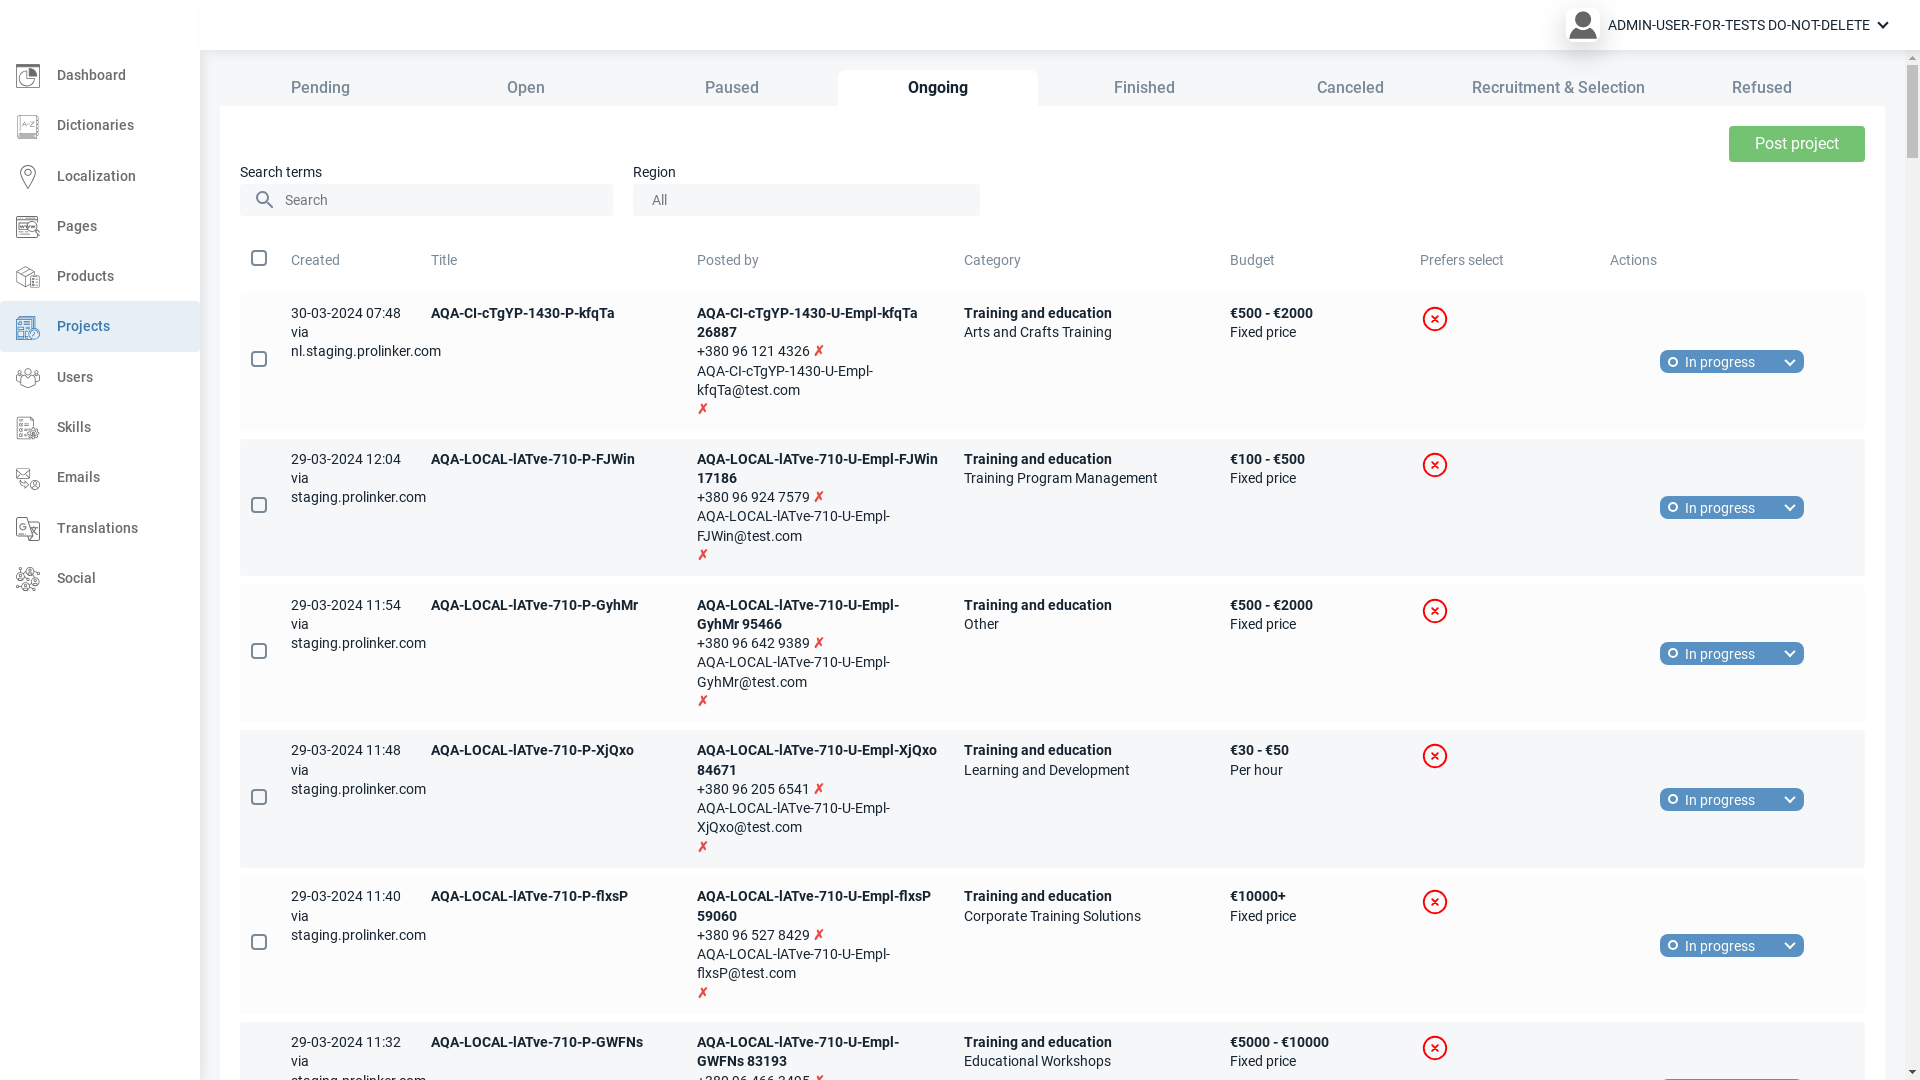 ADMIN-USER-FOR-TESTS DO-NOT-DELETE
Dashboard
Dictionaries
Localization
Pages
Products
Projects
Users
Skills
Emails
Translations
Social
Pending Open Paused Ongoing Finished Canceled Recruitment & Selection Refused
Post project
Search terms Region
Search All
Created Title Posted by Category Budget Prefers select Actions
30-03-2024 07:48
via
nl.staging.prolinker.com
AQA-CI-cTgYP-1430-P-kfqTa
AQA-CI-cTgYP-1430-U-Empl-kfqTa
26887
+380 96 121 4326 ✗
AQA-CI-cTgYP-1430-U-Empl-
kfqTa@test.com
✗
Training and education
Arts and Crafts Training
€500 - €2000
Fixed price
In progress
29-03-2024 12:04
via
staging.prolinker.com
AQA-LOCAL-lATve-710-P-FJWin
AQA-LOCAL-lATve-710-U-Empl-FJWin
17186
+380 96 924 7579 ✗
AQA-LOCAL-lATve-710-U-Empl-
FJWin@test.com
✗
Training and education
Training Program Management
€100 - €500
Fixed price
In progress
29-03-2024 11:54
via
staging.prolinker.com
AQA-LOCAL-lATve-710-P-GyhMr
AQA-LOCAL-lATve-710-U-Empl-
GyhMr 95466
+380 96 642 9389 ✗
AQA-LOCAL-lATve-710-U-Empl-
GyhMr@test.com
✗
Training and education
Other
€500 - €2000
Fixed price
In progress
29-03-2024 11:48
via
staging.prolinker.com
AQA-LOCAL-lATve-710-P-XjQxo
AQA-LOCAL-lATve-710-U-Empl-XjQxo
84671
+380 96 205 6541 ✗
AQA-LOCAL-lATve-710-U-Empl-
XjQxo@test.com
✗
Training and education
Learning and Development
€30 - €50
Per hour
In progress
29-03-2024 11:40
via
staging.prolinker.com
AQA-LOCAL-lATve-710-P-flxsP
AQA-LOCAL-lATve-710-U-Empl-flxsP
59060
+380 96 527 8429 ✗
AQA-LOCAL-lATve-710-U-Empl-
flxsP@test.com
✗
Training and education
Corporate Training Solutions
€10000+
Fixed price
In progress
29-03-2024 11:32
via
staging.prolinker.com
AQA-LOCAL-lATve-710-P-GWFNs
AQA-LOCAL-lATve-710-U-Empl-
GWFNs 83193
Training and education
Educational Workshops
€5000 - €10000
Fixed price